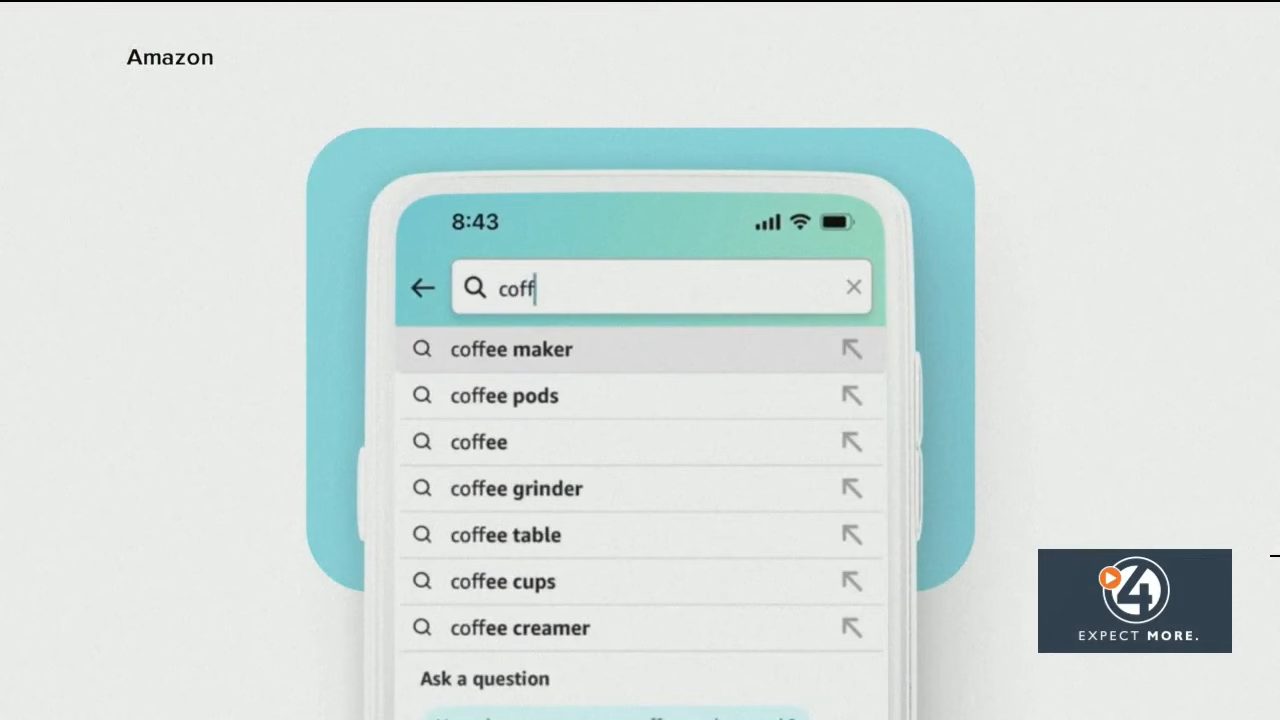 Amazon
8:43
coff
coffee maker
coffee pods
coffee
coffee grinder
coffee table
coffee cups
coffee creamer
Ask a question
4
EXPECT MORE.